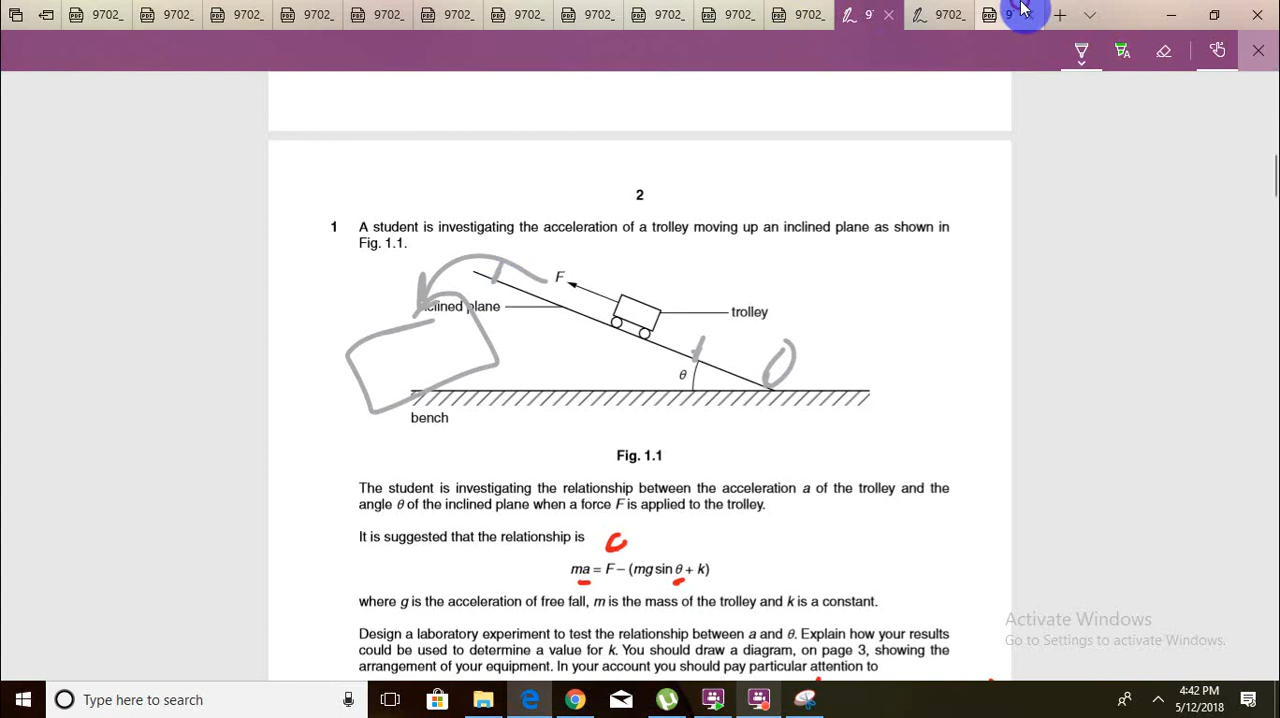 9702_ 9702_ 9702_ 9702_ 9702_ 9702_ 9702_ 9702_ 9702_ 9702_ 9 9702_ 9
2
1 A student is investigating the acceleration of a trolley moving up an inclined plane as shown in
Fig. 1.1.
F
clined plane
trolley
θ
bench
Fig. 1.1
The student is investigating the relationship between the acceleration a of the trolley and the
angle θ of the inclined plane when a force F is applied to the trolley.
It is suggested that the relationship is
ma = F – (mg sin θ + k)
where g is the acceleration of free fall, m is the mass of the trolley and k is a constant.
Design a laboratory experiment to test the relationship between a and θ. Explain how your results
could be used to determine a value for k. You should draw a diagram, on page 3, showing the
arrangement of your equipment. In your account you should pay particular attention to
Activate Windows
Go to Settings to activate Windows.
Type here to search
4:42 PM
5/12/2018